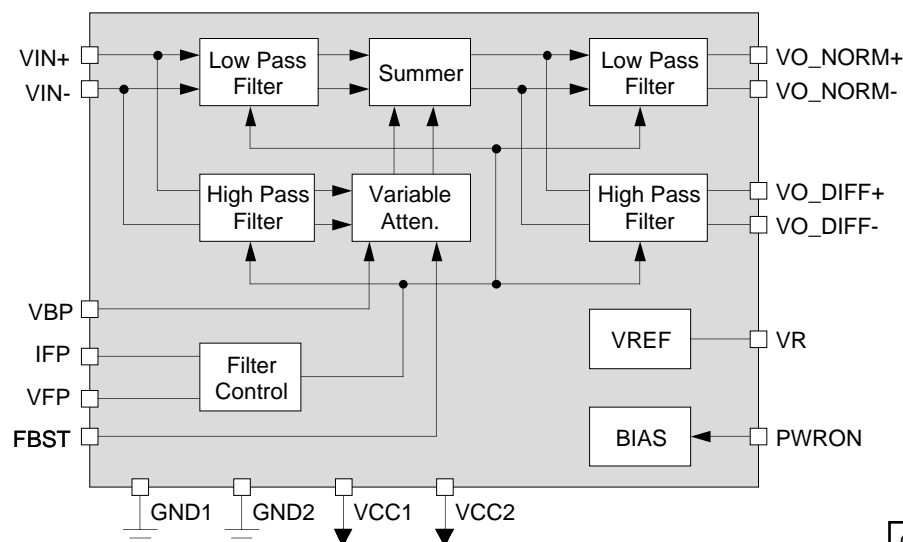 VIN+
VIN-
Low Pass
Filter
Summer
Low Pass
Filter
VO_NORM+
VO_NORM-
High Pass
Filter
Variable
Atten.
High Pass
Filter
VO_DIFF+
VO_DIFF-
VBP
IFP
VFP
FBST
Filter
Control
VREF
VR
BIAS
PWRON
GND1
GND2
VCC1
VCC2